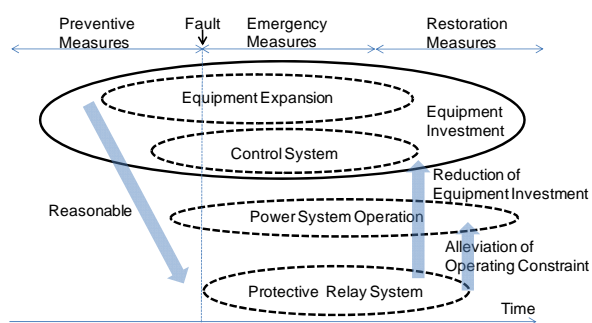 Preventive
Measures
Fault
Emergency
Measures
Restoration
Measures
Equipment Expansion
Equipment
Investment
Control System
Reduction of
Equipment Investment
Reasonable
Power System Operation
Alleviation of
Operating Constraint
Protective Relay System
Time